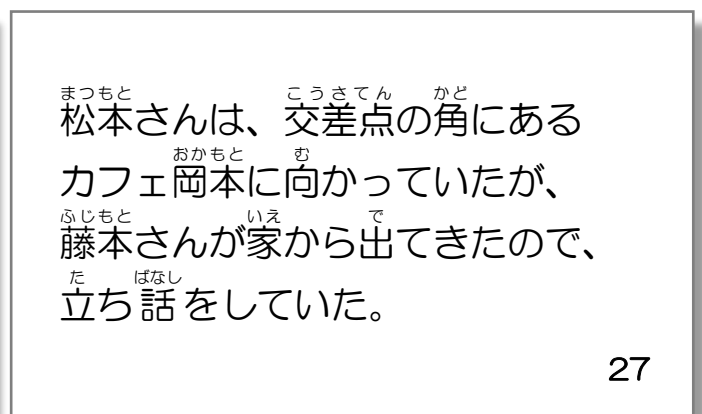 松本さんは、交差点の角にある
カフェ岡本に向かっていたが、
藤本さんが家から出てきたので、
立ち話をしていた。
27